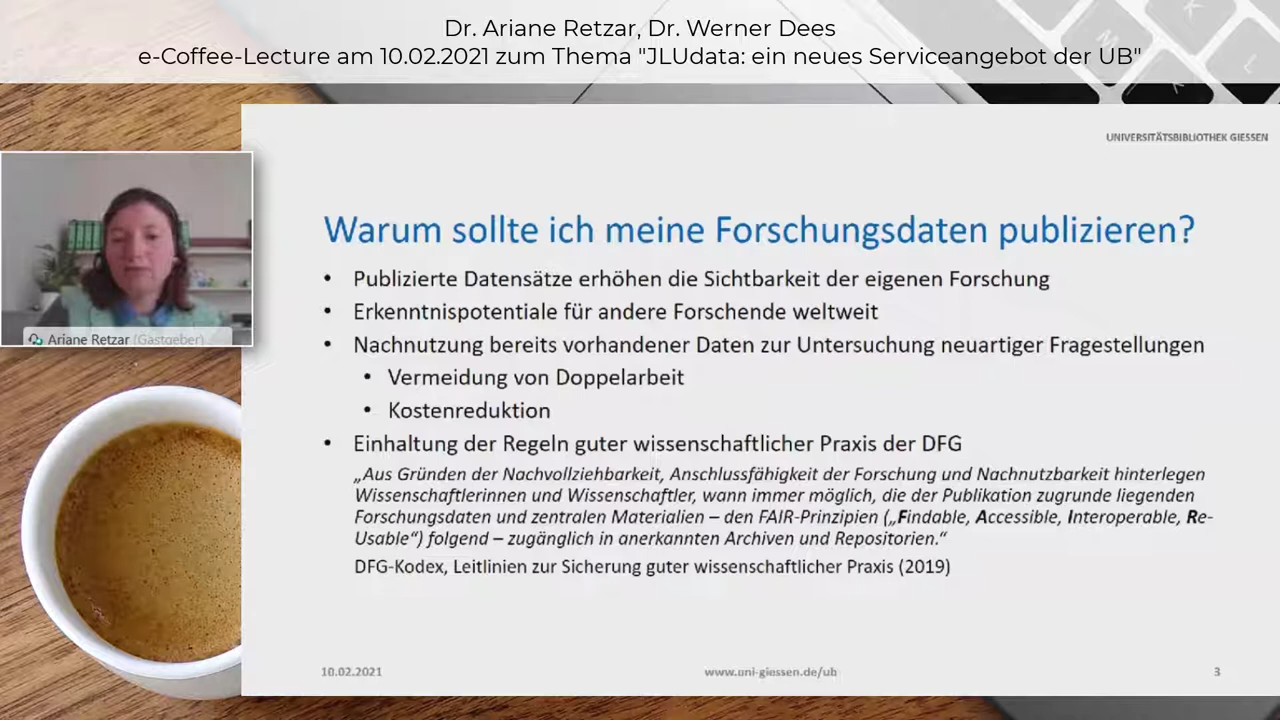 Dr. Ariane Retzar, Dr. Werner Dees
e-Coffee-Lecture am 10.02.2021 zum Thema "JLUdata: ein neues Serviceangebot der UB"
UNIVERSITÄTSBIBLIOTHEK GIESSEN
Ariane Retzar (Gastgeber)
Warum sollte ich meine Forschungsdaten publizieren?
• Publizierte Datensätze erhöhen die Sichtbarkeit der eigenen Forschung
• Erkenntnispotentiale für andere Forschende weltweit
• Nachnutzung bereits vorhandener Daten zur Untersuchung neuartiger Fragestellungen
• Vermeidung von Doppelarbeit
• Kostenreduktion
• Einhaltung der Regeln guter wissenschaftlicher Praxis der DFG
„Aus Gründen der Nachvollziehbarkeit, Anschlussfähigkeit der Forschung und Nachnutzbarkeit hinterlegen
Wissenschaftlerinnen und Wissenschaftler, wann immer möglich, die der Publikation zugrunde liegenden
Forschungsdaten und zentralen Materialien – den FAIR-Prinzipien („Findable, Accessible, Interoperable, Re-
Usable“) folgend – zugänglich in anerkannten Archiven und Repositorien.“
DFG-Kodex, Leitlinien zur Sicherung guter wissenschaftlicher Praxis (2019)
10.02.2021
www.uni-giessen.de/ub
3